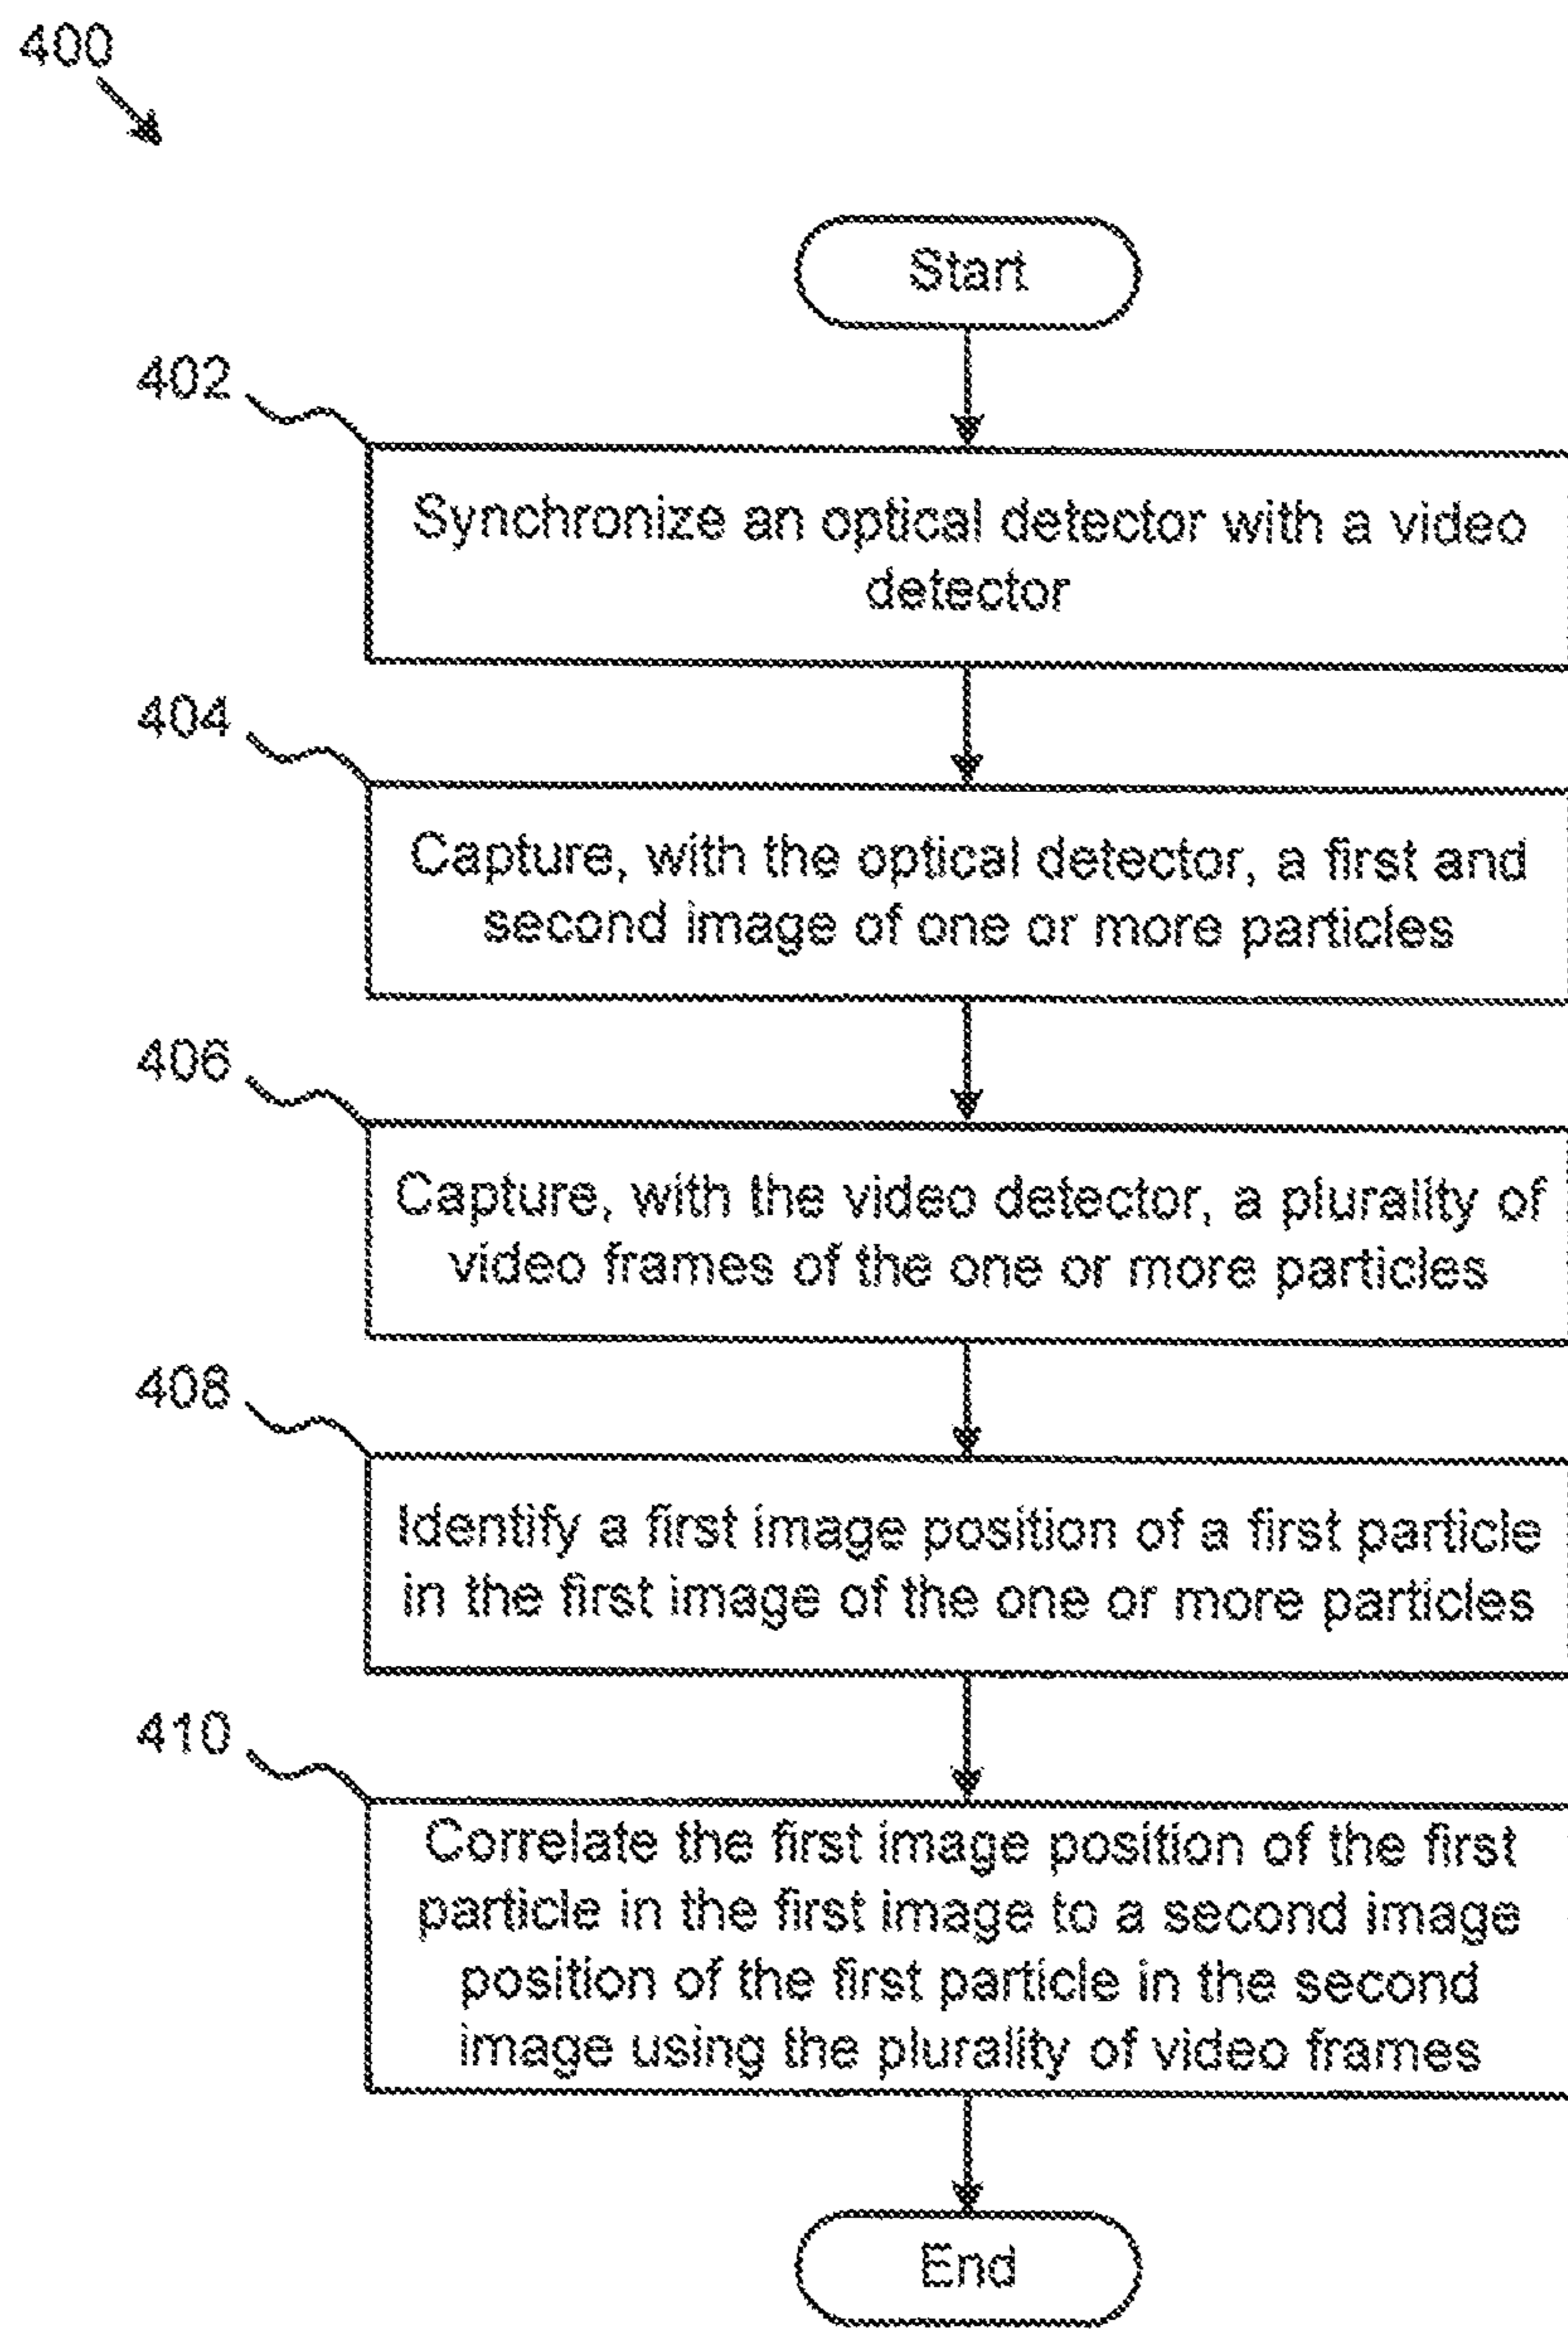 400
Start
402
Synchronize an optical detector with a video
detector
404
Capture, with the optical detector, a first and
second image of one or more particles
406
Capture, with the video detector, a plurality of
video frames of the one or more particles
408
Identify a first image position of a first particle
in the first image of the one or more particles
410
Correlate the first image position of the first
particle in the first image to a second image
position of the first particle in the second
image using the plurality of video frames
End